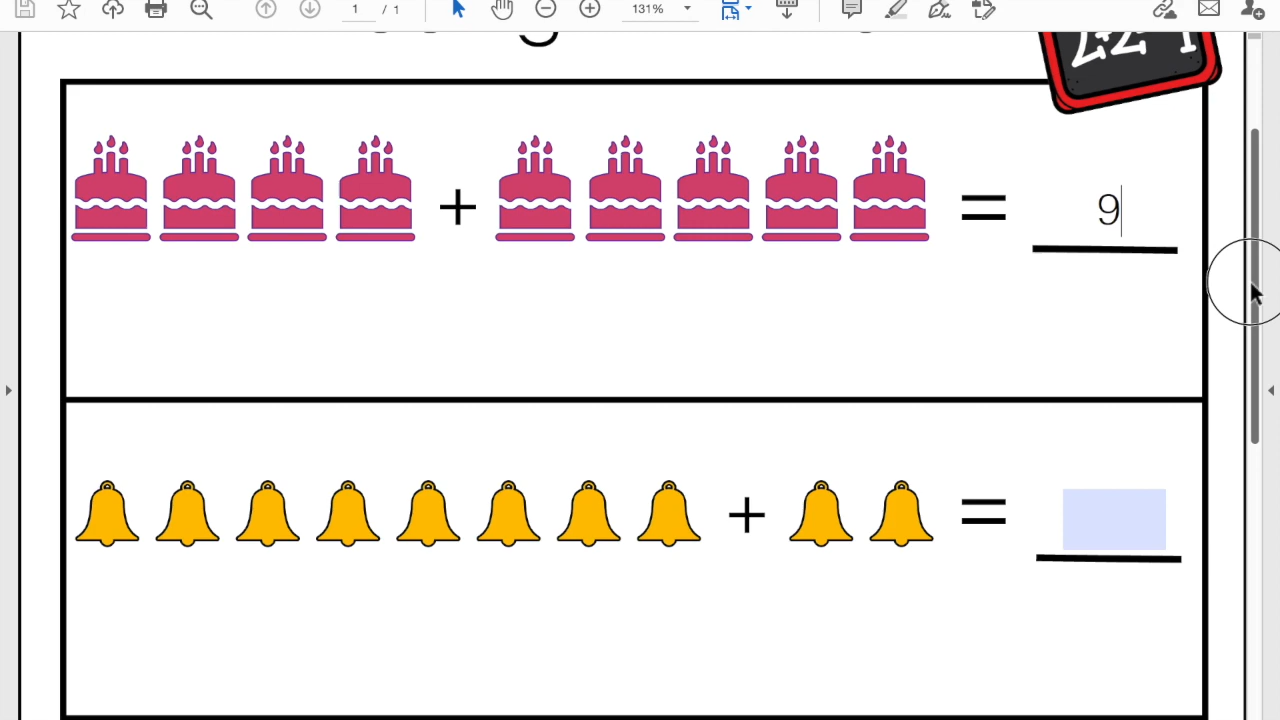 1 / 1
131%
+ = 9
+ =